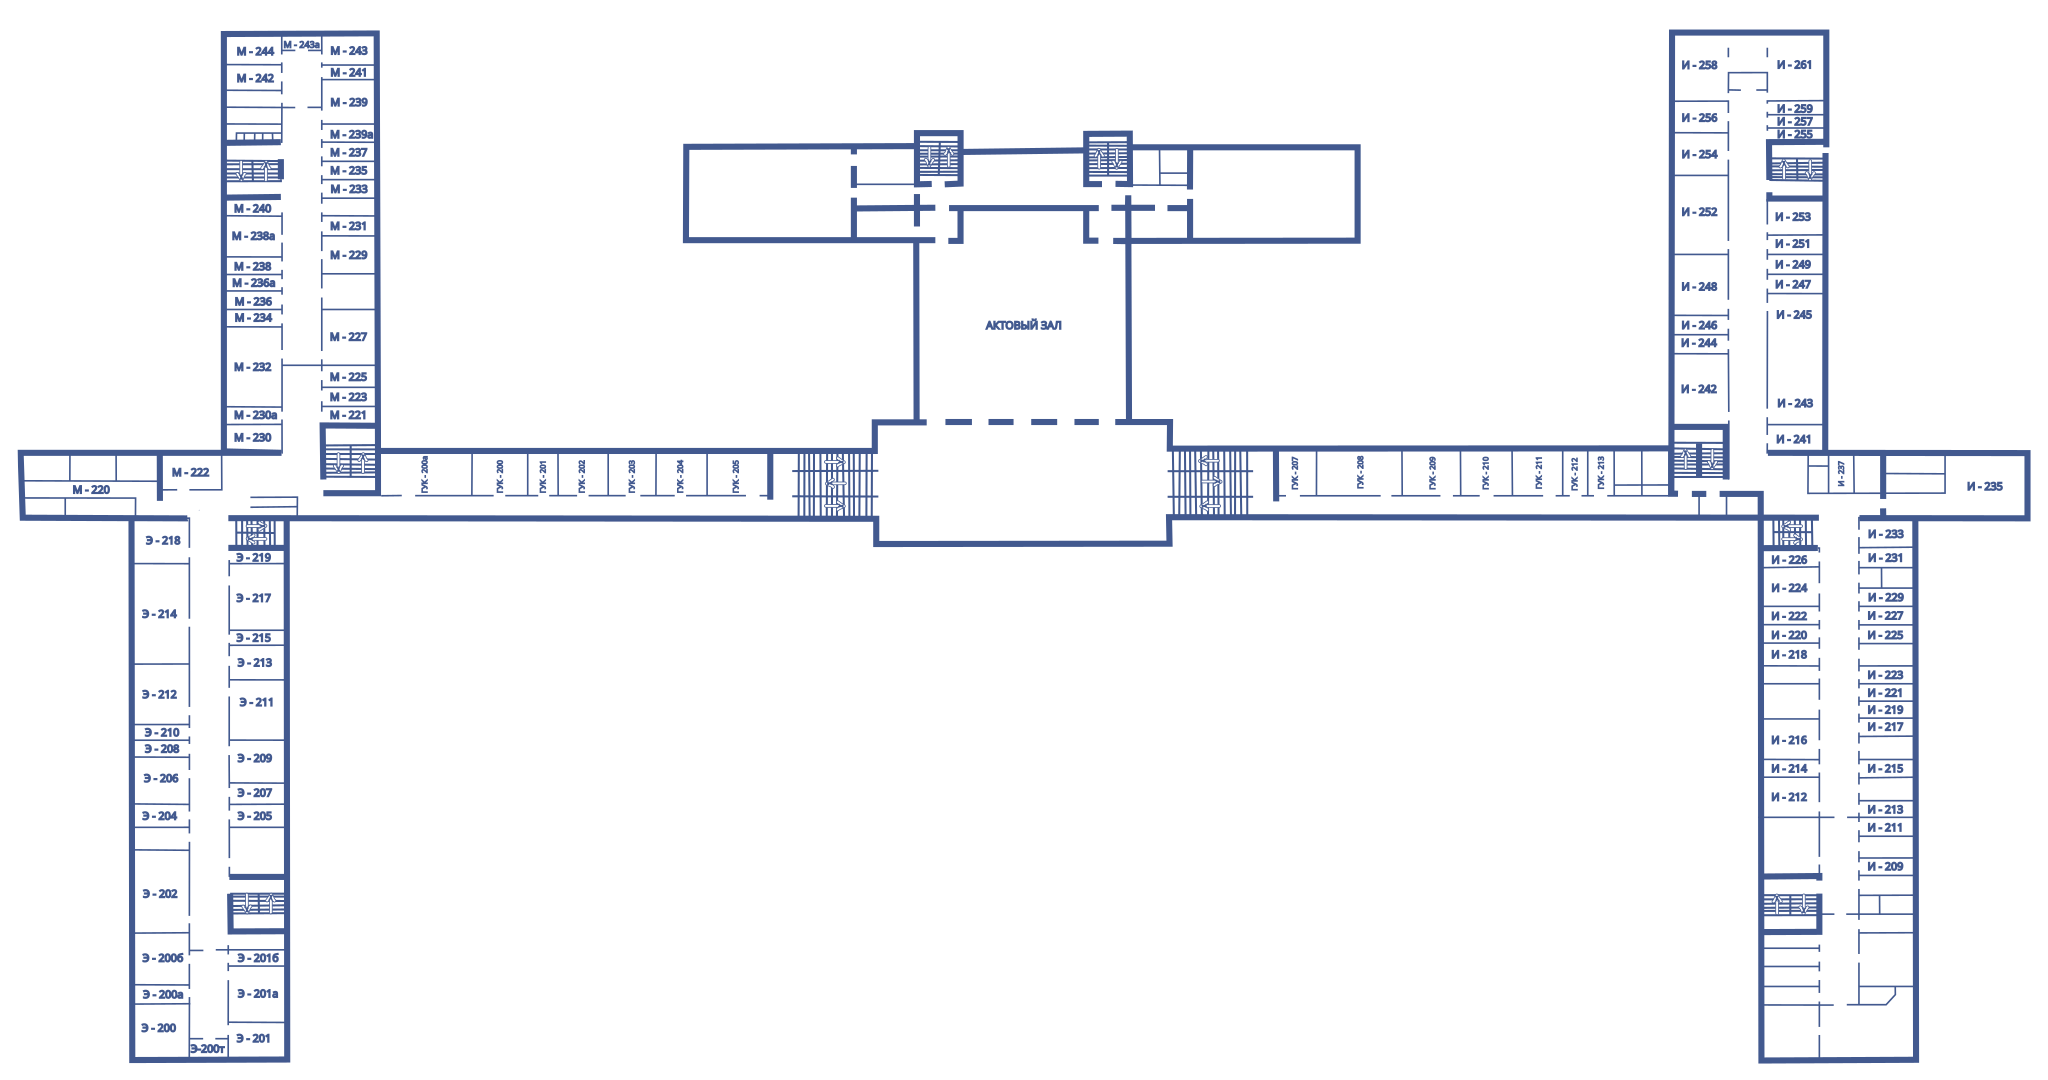 М - 244
М - 243а
М - 243
М - 242
М - 241
М - 239
М - 239а
М - 237
М - 235
М - 233
М - 240
М - 231
М - 238а
М - 229
М - 238
М - 236а
М - 236
М - 234
М - 227
М - 232
М - 225
М - 223
М - 230а
М - 221
М - 230
М - 222
М - 220
ГУК - 200а
ГУК - 200
ГУК - 201
ГУК - 202
ГУК - 203
ГУК - 204
ГУК - 205
АКТОВЫЙ ЗАЛ
ГУК - 207
ГУК - 208
ГУК - 209
ГУК - 210
ГУК - 211
ГУК - 212
ГУК - 213
И - 258
И - 261
И - 259
И - 256
И - 257
И - 255
И - 254
И - 252
И - 253
И - 251
И - 249
И - 248
И - 247
И - 245
И - 246
И - 244
И - 242
И - 243
И - 241
И - 237
И - 235
Э - 218
Э - 219
Э - 217
Э - 214
Э - 215
Э - 213
Э - 212
Э - 211
Э - 210
Э - 208
Э - 209
Э - 206
Э - 207
Э - 204
Э - 205
Э - 202
Э - 200б
Э - 201б
Э - 200а
Э - 201а
Э - 200
Э - 201
Э-200т
И - 233
И - 226
И - 231
И - 224
И - 229
И - 222
И - 227
И - 220
И - 225
И - 218
И - 223
И - 221
И - 219
И - 217
И - 216
И - 214
И - 215
И - 212
И - 213
И - 211
И - 209